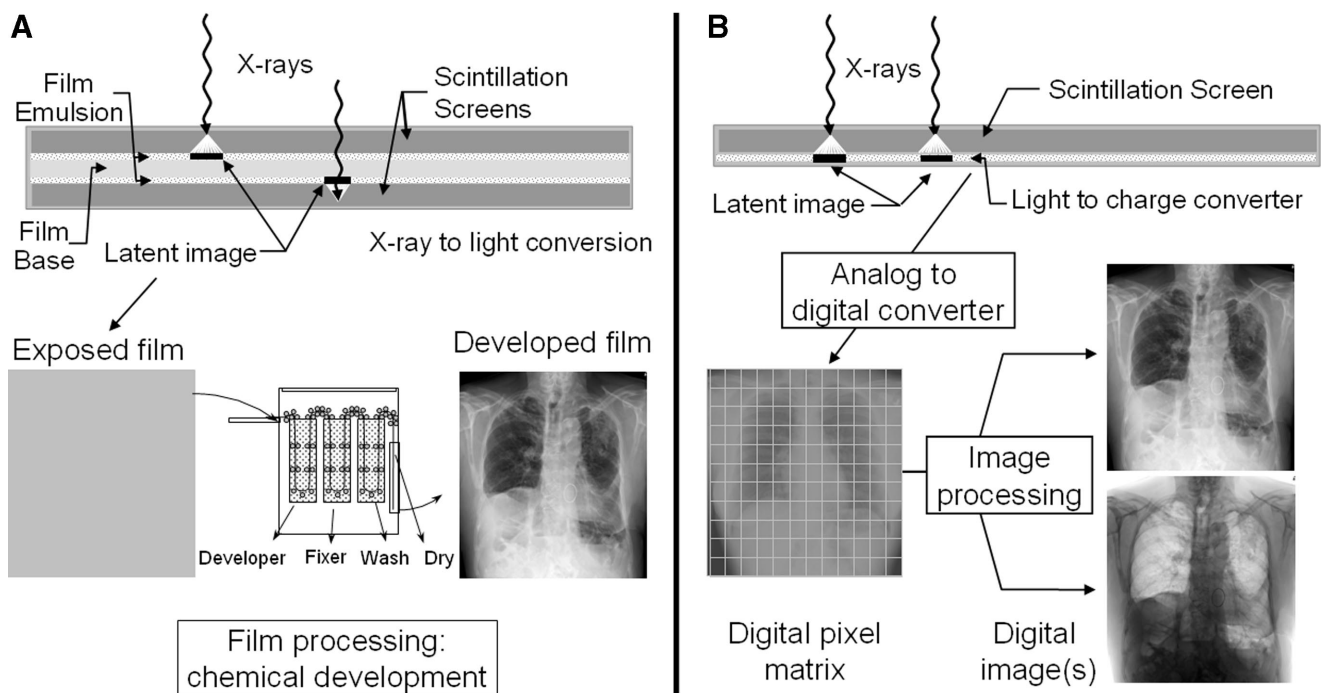 A
X-rays
Film
Emulsion
Scintillation
Screens
Film
Base
Latent image
X-ray to light conversion
Exposed film
Developed film
Developer
Fixer
Wash
Dry
Film processing:
chemical development
B
X-rays
Scintillation Screen
Latent image
Light to charge converter
Analog to
digital converter
Image
processing
Digital pixel
matrix
Digital
image(s)